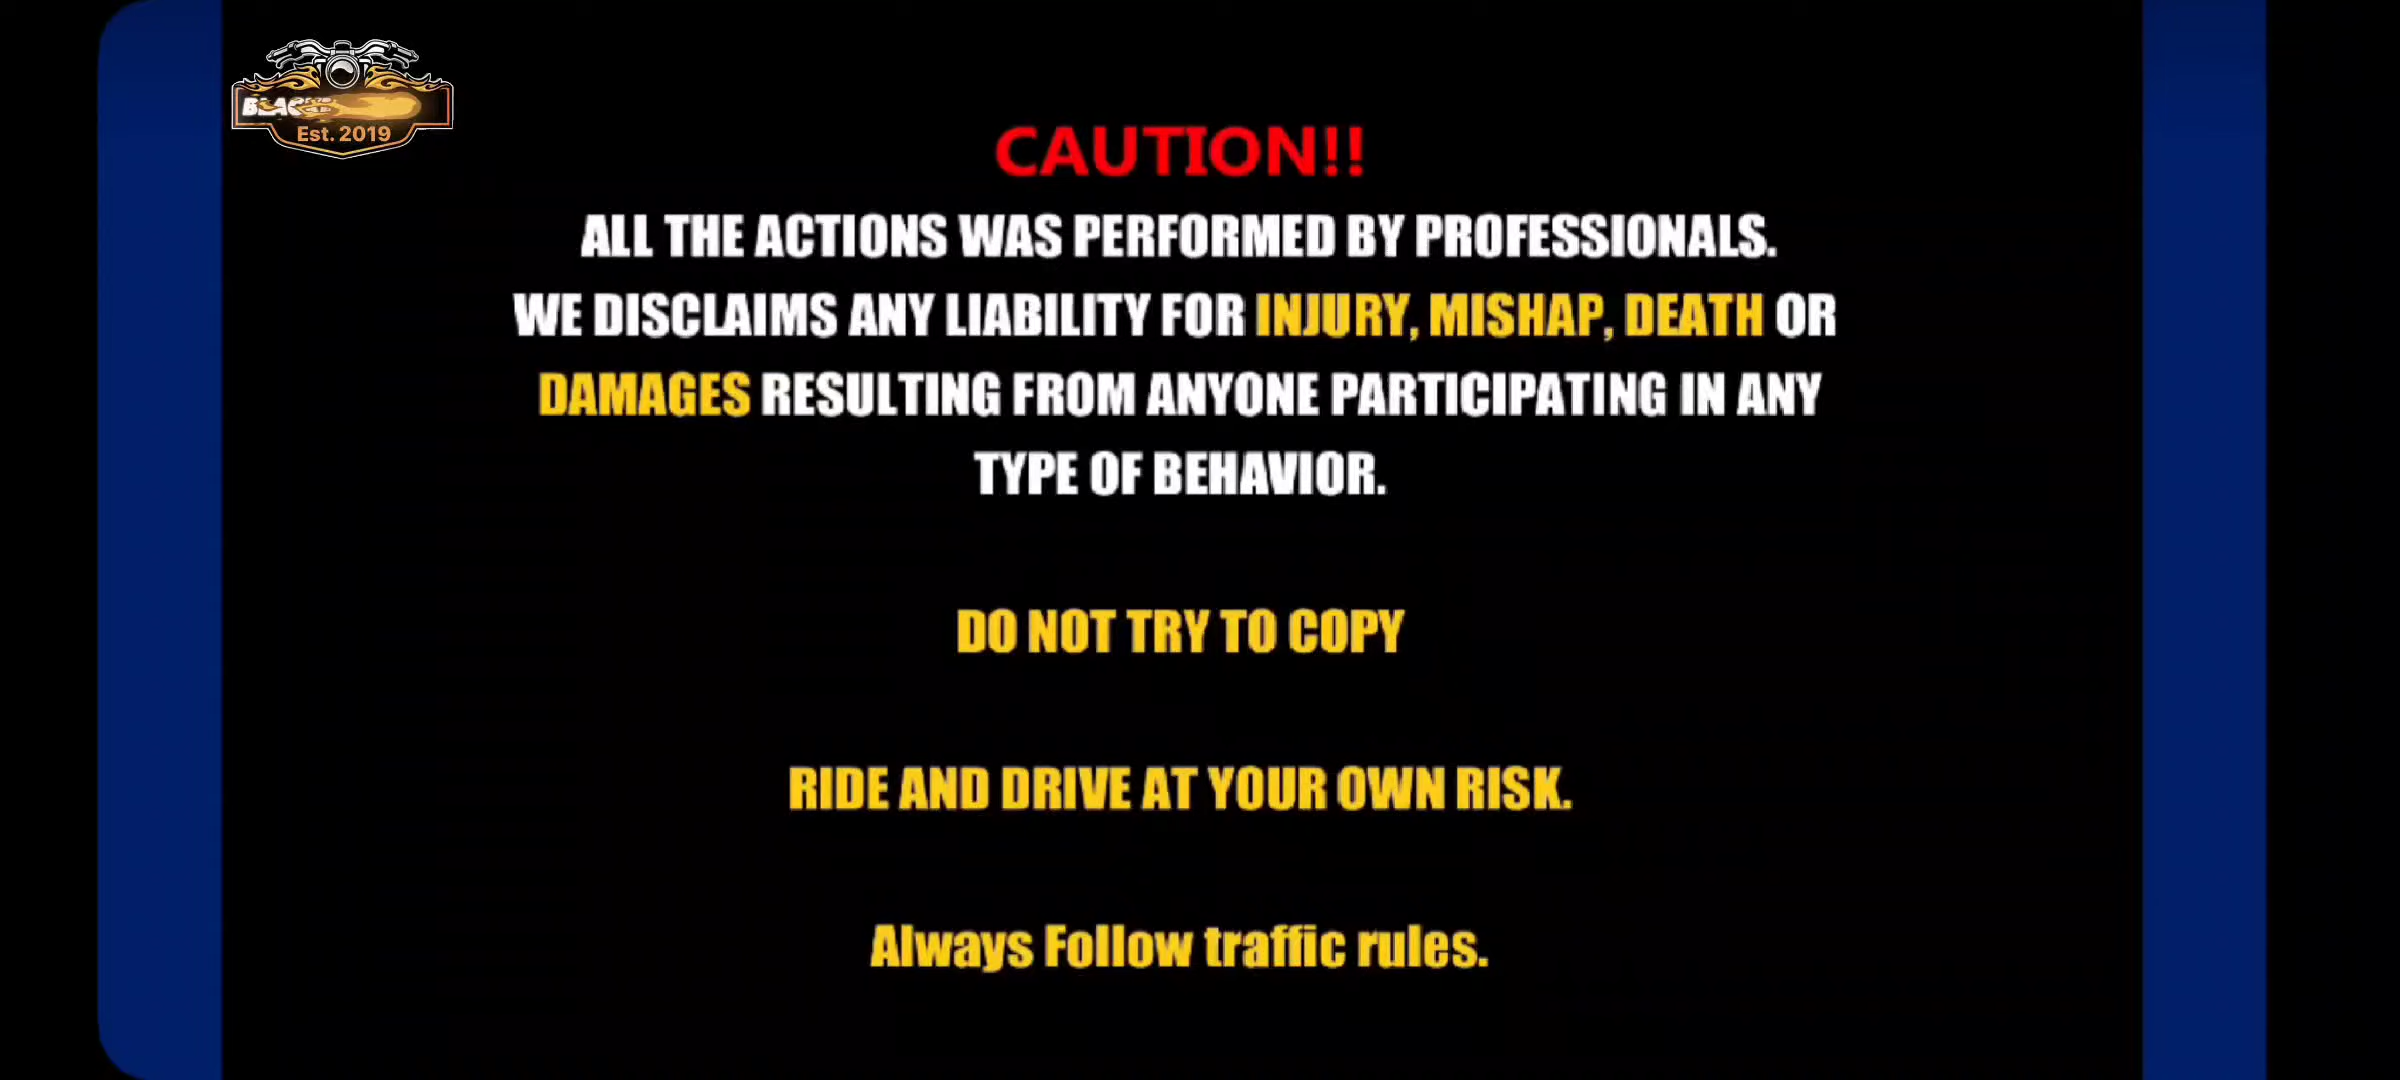 Est. 2019
CAUTION!!
ALL THE ACTIONS WAS PERFORMED BY PROFESSIONALS.
WE DISCLAIMS ANY LIABILITY FOR INJURY, MISHAP, DEATH OR
DAMAGES RESULTING FROM ANYONE PARTICIPATING IN ANY
TYPE OF BEHAVIOR.
DO NOT TRY TO COPY
RIDE AND DRIVE AT YOUR OWN RISK.
Always Follow traffic rules.